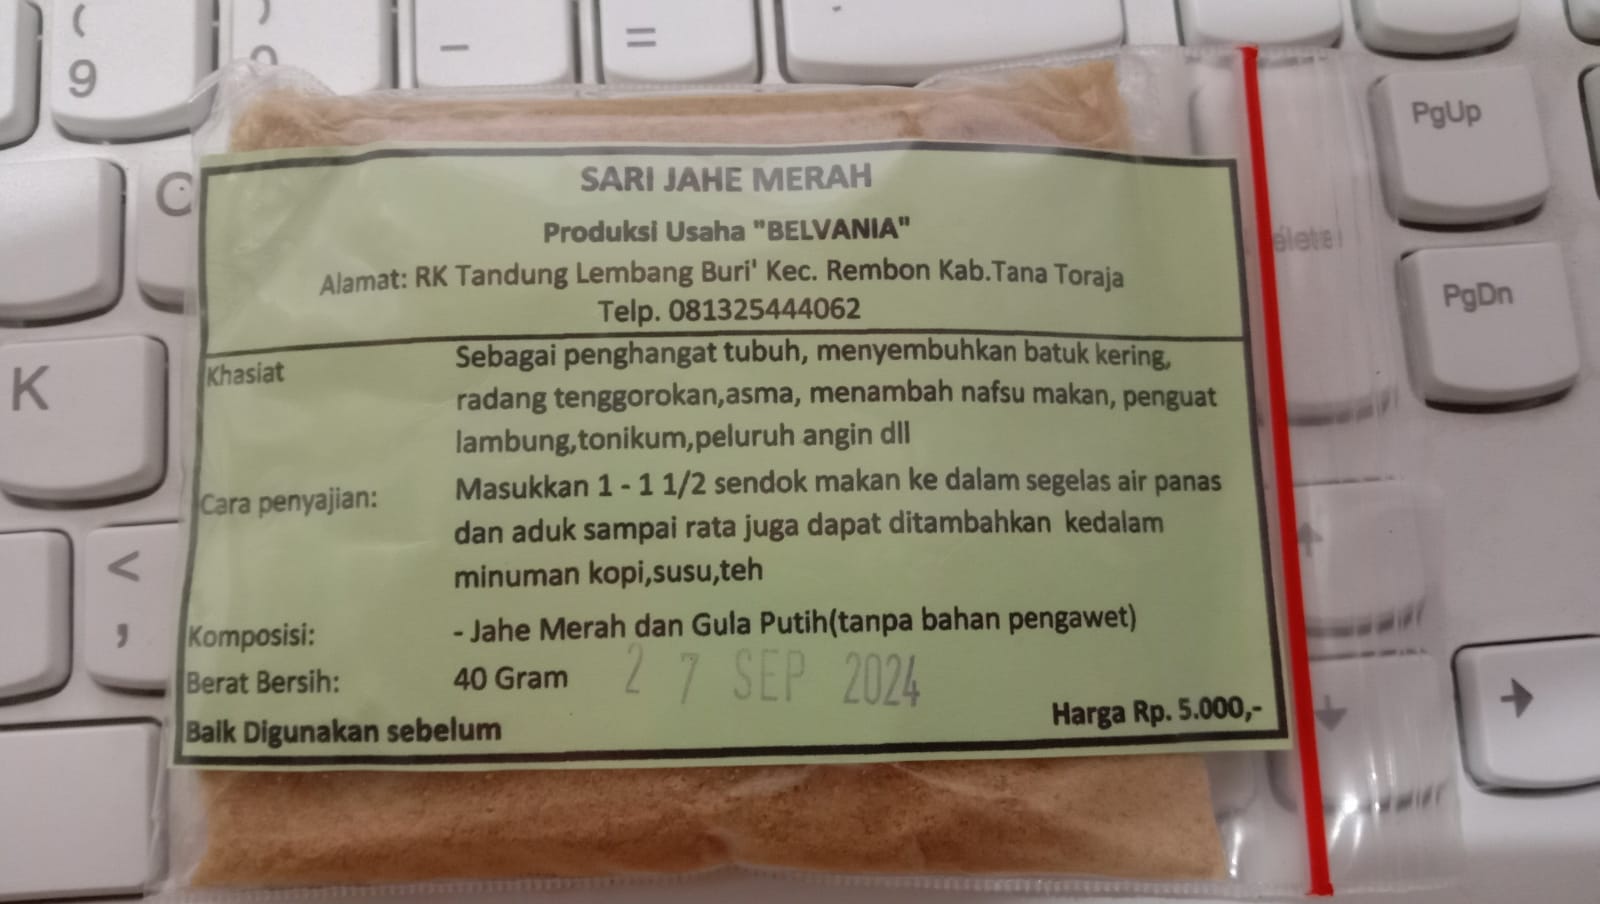 ( )
9 0 - =
PgUp
O
SARI JAHE MERAH
Produksi Usaha "BELVANIA"
Alamat: RK Tandung Lembang Buri' Kec. Rembon Kab.Tana Toraja
Telp. 081325444062
PgDn
K
Khasiat Sebagai penghangat tubuh, menyembuhkan batuk kering,
radang tenggorokan,asma, menambah nafsu makan, penguat
lambung,tonikum,peluruh angin dll
Cara penyajian: Masukkan 1 - 1 1/2 sendok makan ke dalam segelas air panas
dan aduk sampai rata juga dapat ditambahkan kedalam
minuman kopi,susu,teh
<
,
Komposisi: - Jahe Merah dan Gula Putih(tanpa bahan pengawet)
Berat Bersih: 40 Gram 27 SEP 2024
Baik Digunakan sebelum Harga Rp. 5.000,-